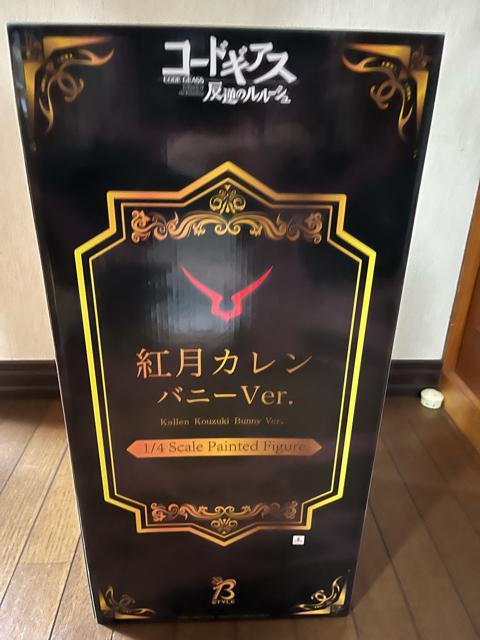 コードギアス
CODE GEASS
反逆のルルーシュ
紅月カレン
バニーVer.
Kallen Kouzuki Bunny Ver.
1/4 Scale Painted Figure
B
STYLE